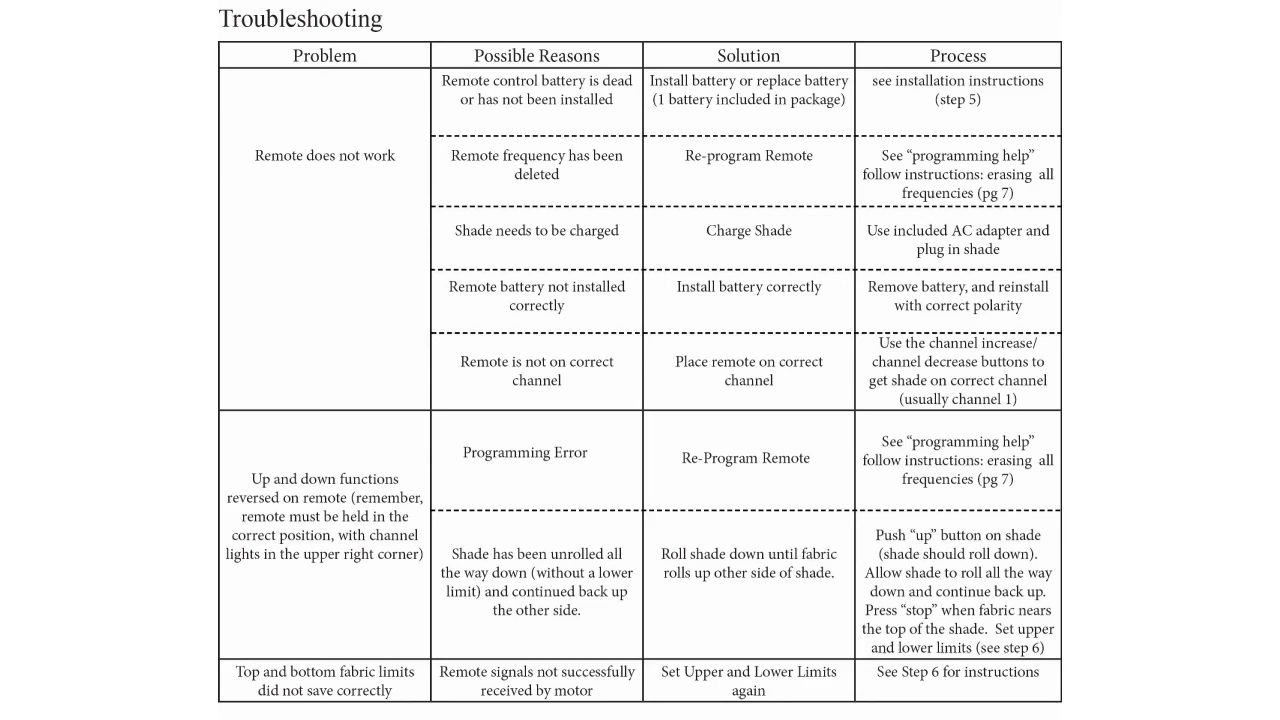 Troubleshooting
Problem
Possible Reasons
Solution
Process
Remote does not work
Remote control battery is dead
or has not been installed
Install battery or replace battery
(1 battery included in package)
see installation instructions
(step 5)
Remote frequency has been
deleted
Re-program Remote
See “programming help”
follow instructions: erasing  all
frequencies (pg 7)
Shade needs to be charged
Charge Shade
Use included AC adapter and
plug in shade
Remote battery not installed
correctly
Install battery correctly
Remove battery, and reinstall
with correct polarity
Remote is not on correct
channel
Place remote on correct
channel
Use the channel increase/
channel decrease buttons to
get shade on correct channel
(usually channel 1)
Up and down functions
reversed on remote (remember,
remote must be held in the
correct position, with channel
lights in the upper right corner)
Programming Error
Re-Program Remote
See “programming help”
follow instructions: erasing  all
frequencies (pg 7)
Shade has been unrolled all
the way down (without a lower
limit) and continued back up
the other side.
Roll shade down until fabric
rolls up other side of shade.
Push “up” button on shade
(shade should roll down).
Allow shade to roll all the way
down and continue back up.
Press “stop” when fabric nears
the top of the shade.  Set upper
and lower limits (see step 6)
Top and bottom fabric limits
did not save correctly
Remote signals not successfully
received by motor
Set Upper and Lower Limits
again
See Step 6 for instructions